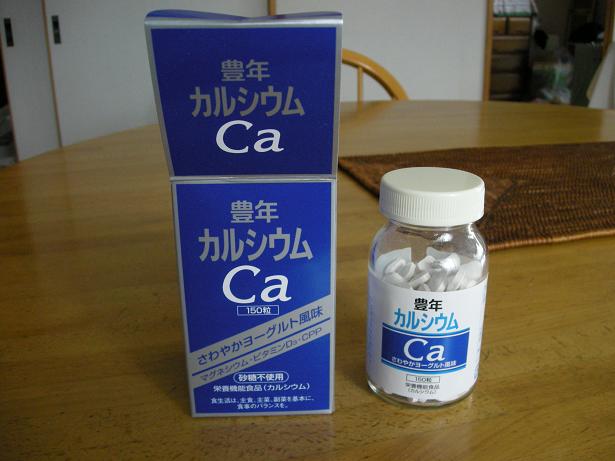 豊年
カルシウム
Ca
豊年
カルシウム
Ca
150粒
さわやかヨーグルト風味
マグネシウム・ビタミンD₃・CPP
砂糖不使用
栄養機能食品(カルシウム)
食生活は、主食、主菜、副菜を基本に、
食事のバランスを。
豊年
カルシウム
Ca
さわやかヨーグルト風味
150粒
栄養機能食品
(カルシウム)